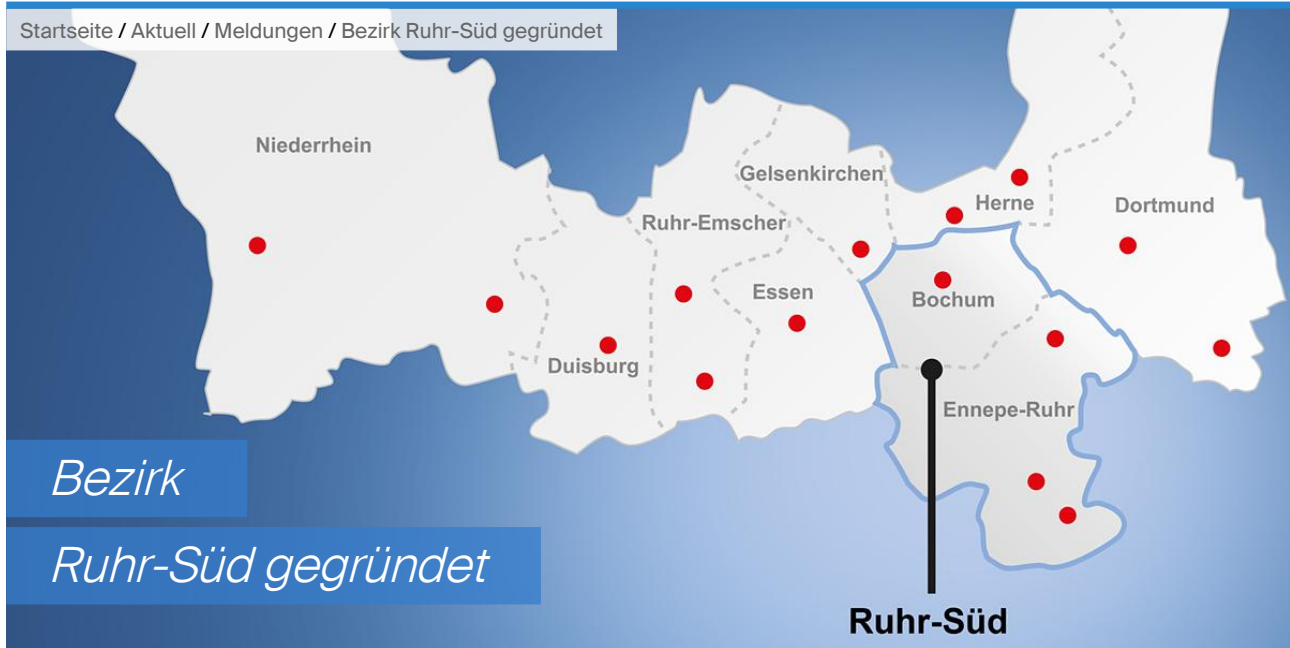 Startseite / Aktuell / Meldungen / Bezirk Ruhr-Süd gegründet
Niederrhein
Gelsenkirchen
Herne
Dortmund
Ruhr-Emscher
Essen
Bochum
Duisburg
Ennepe-Ruhr
Bezirk
Ruhr-Süd gegründet
Ruhr-Süd